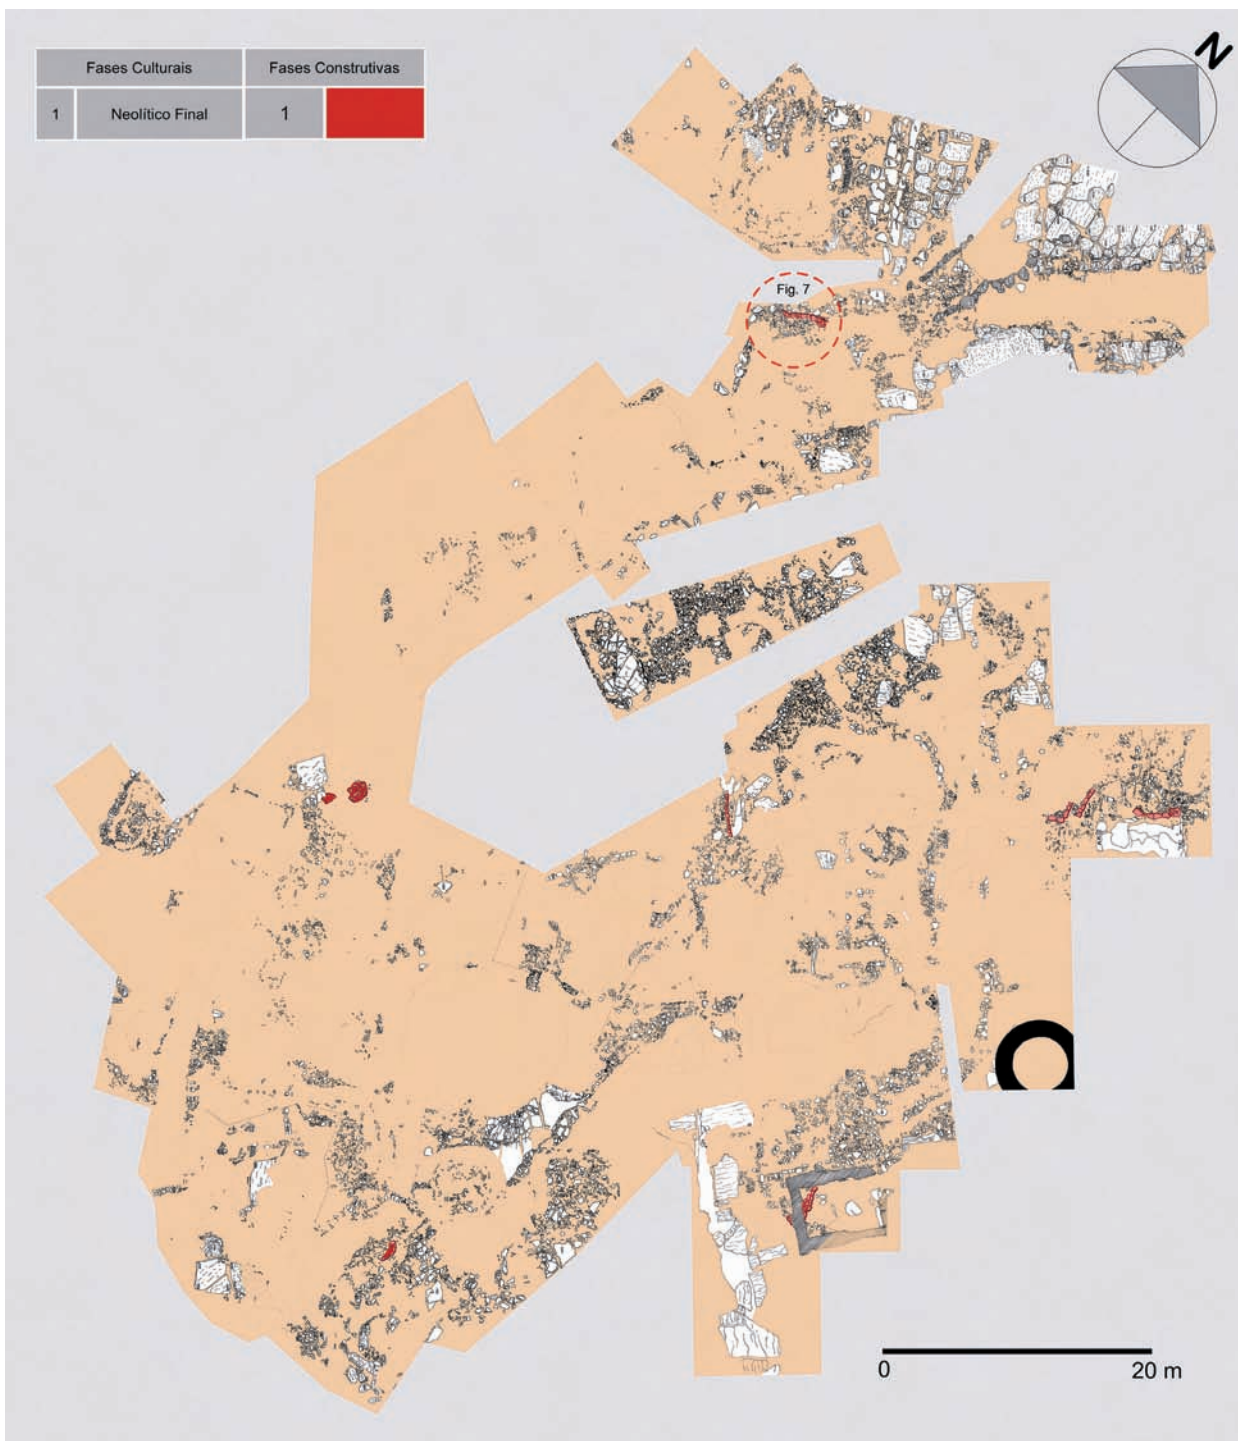 Fases Culturais Fases Construtivas
1 Neolítico Final 1
N
Fig. 7
0 20 m